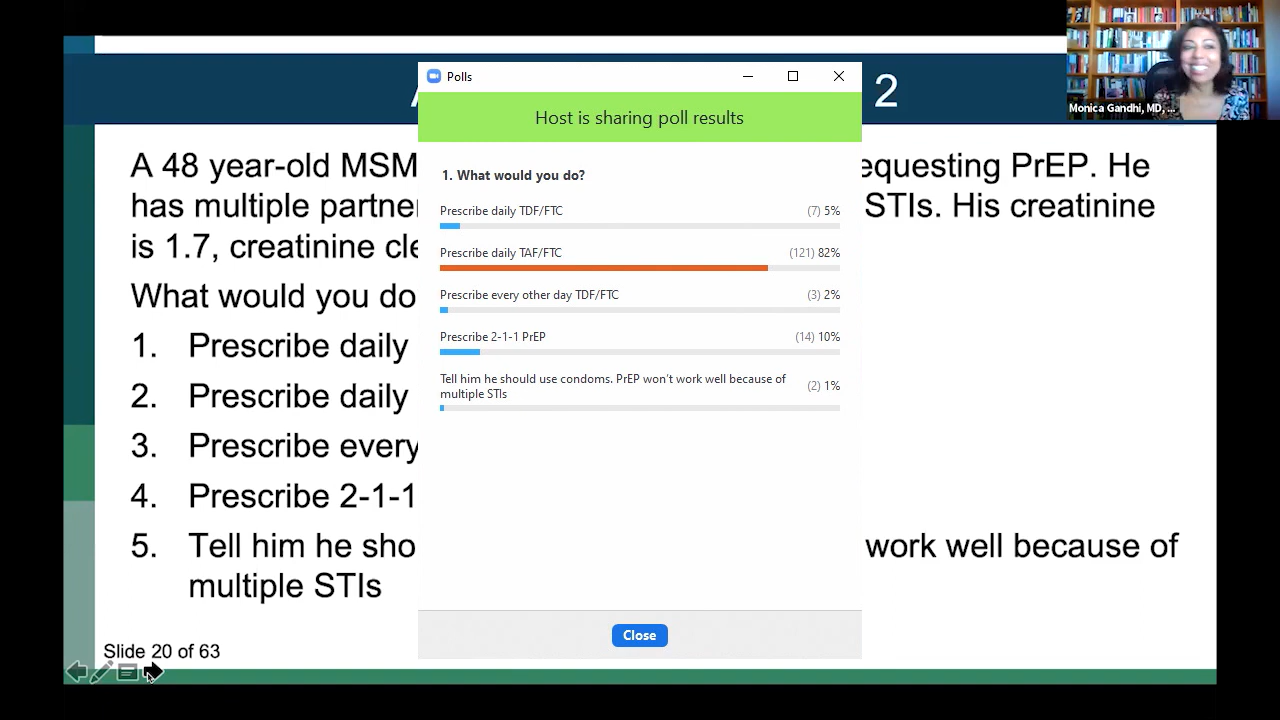 2
A 48 year-old MSM
equesting PrEP. He
has multiple partne
STIs. His creatinine
is 1.7, creatinine cle
What would you do
1. Prescribe daily
2. Prescribe daily
3. Prescribe every
4. Prescribe 2-1-1
5. Tell him he sho
work well because of
multiple STIs
Slide 20 of 63
Polls
Host is sharing poll results
1. What would you do?
Prescribe daily TDF/FTC (7) 5%
Prescribe daily TAF/FTC (121) 82%
Prescribe every other day TDF/FTC (3) 2%
Prescribe 2-1-1 PrEP (14) 10%
Tell him he should use condoms. PrEP won't work well because of
multiple STIs (2) 1%
Close
Monica Gandhi, MD, ...